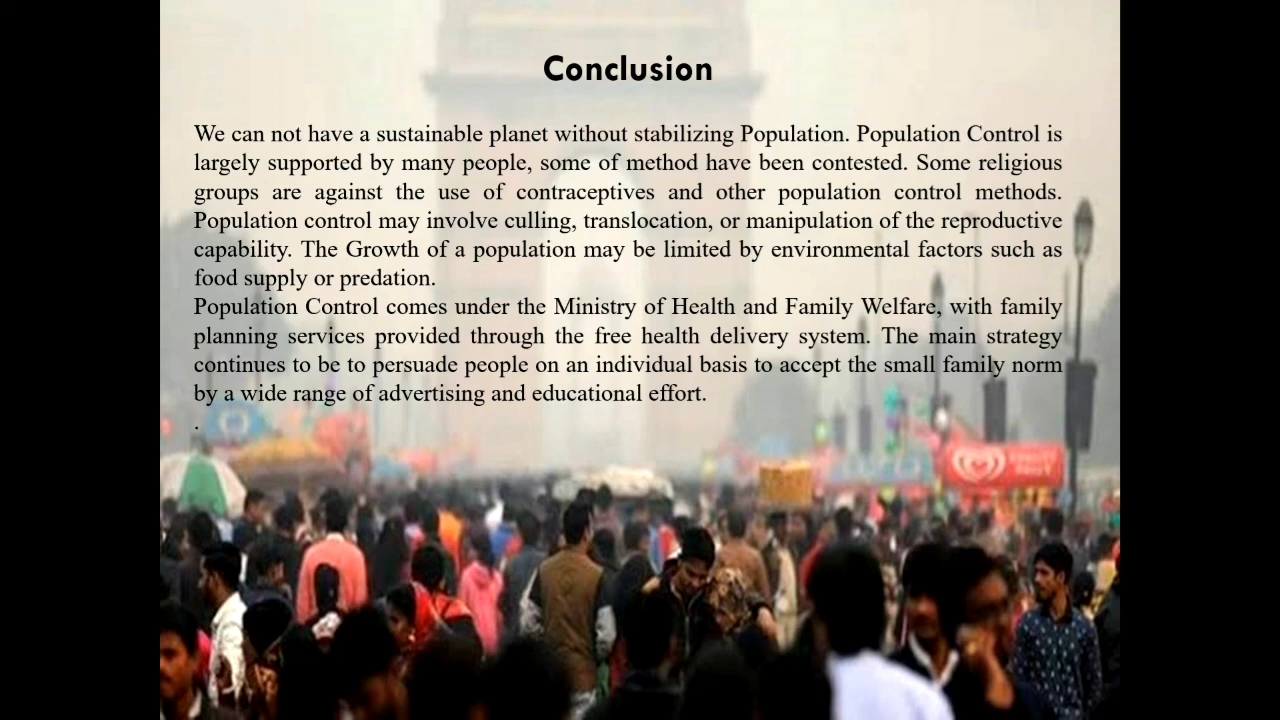 Conclusion
We can not have a sustainable planet without stabilizing Population. Population Control is
largely supported by many people, some of method have been contested. Some religious
groups are against the use of contraceptives and other population control methods.
Population control may involve culling, translocation, or manipulation of the reproductive
capability. The Growth of a population may be limited by environmental factors such as
food supply or predation.
Population Control comes under the Ministry of Health and Family Welfare, with family
planning services provided through the free health delivery system. The main strategy
continues to be to persuade people on an individual basis to accept the small family norm
by a wide range of advertising and educational effort.
.